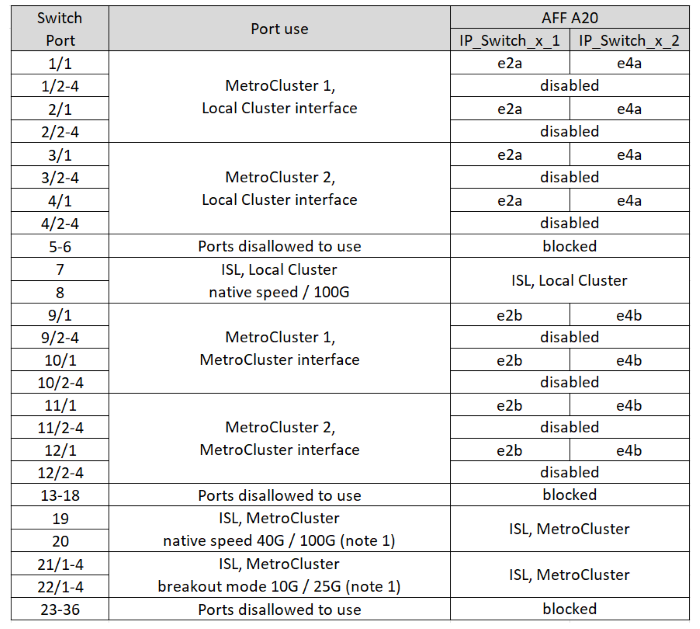 Switch Port | Port use | AFF A20
IP_Switch_x_1 | IP_Switch_x_2
1/1 | MetroCluster 1, Local Cluster interface | e2a | e4a
1/2-4 | disabled
2/1 | e2a | e4a
2/2-4 | disabled
3/1 | MetroCluster 2, Local Cluster interface | e2a | e4a
3/2-4 | disabled
4/1 | e2a | e4a
4/2-4 | disabled
5-6 | Ports disallowed to use | blocked
7 | ISL, Local Cluster native speed / 100G | ISL, Local Cluster
8
9/1 | MetroCluster 1, MetroCluster interface | e2b | e4b
9/2-4 | disabled
10/1 | e2b | e4b
10/2-4 | disabled
11/1 | MetroCluster 2, MetroCluster interface | e2b | e4b
11/2-4 | disabled
12/1 | e2b | e4b
12/2-4 | disabled
13-18 | Ports disallowed to use | blocked
19 | ISL, MetroCluster native speed 40G / 100G (note 1) | ISL, MetroCluster
20
21/1-4 | ISL, MetroCluster breakout mode 10G / 25G (note 1) | ISL, MetroCluster
22/1-4
23-36 | Ports disallowed to use | blocked